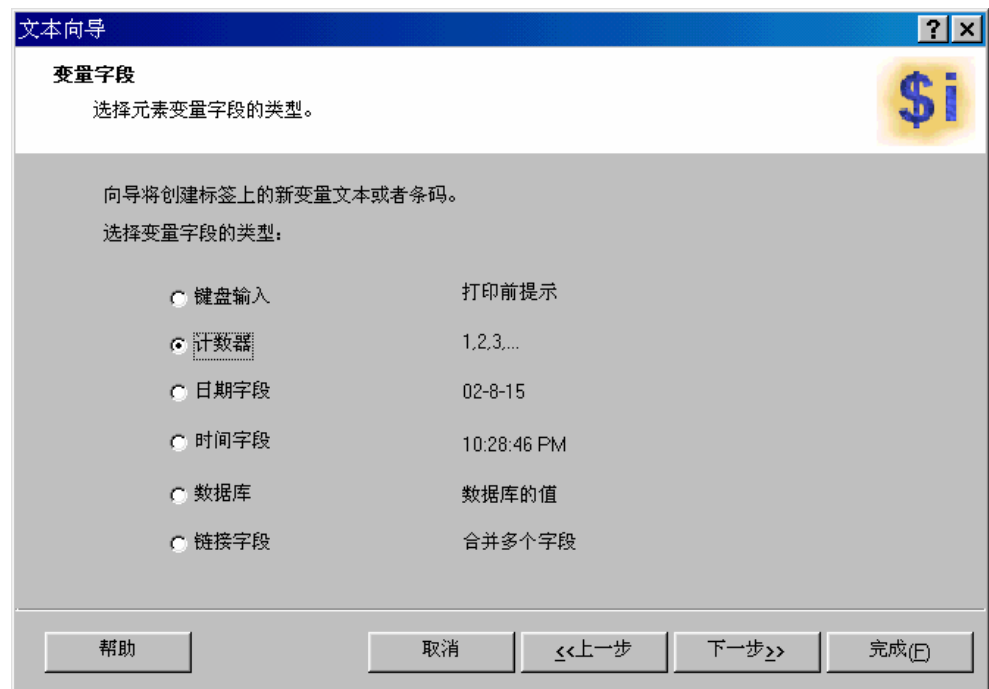 文本向导
变量字段
选择元素变量字段的类型。
$i
向导将创建标签上的新变量文本或者条码。
选择变量字段的类型:
键盘输入 打印前提示
计数器 1,2,3,...
日期字段 02-8-15
时间字段 10:28:46 PM
数据库 数据库的值
链接字段 合并多个字段
帮助 取消 <<上一步 下一步>> 完成(F)